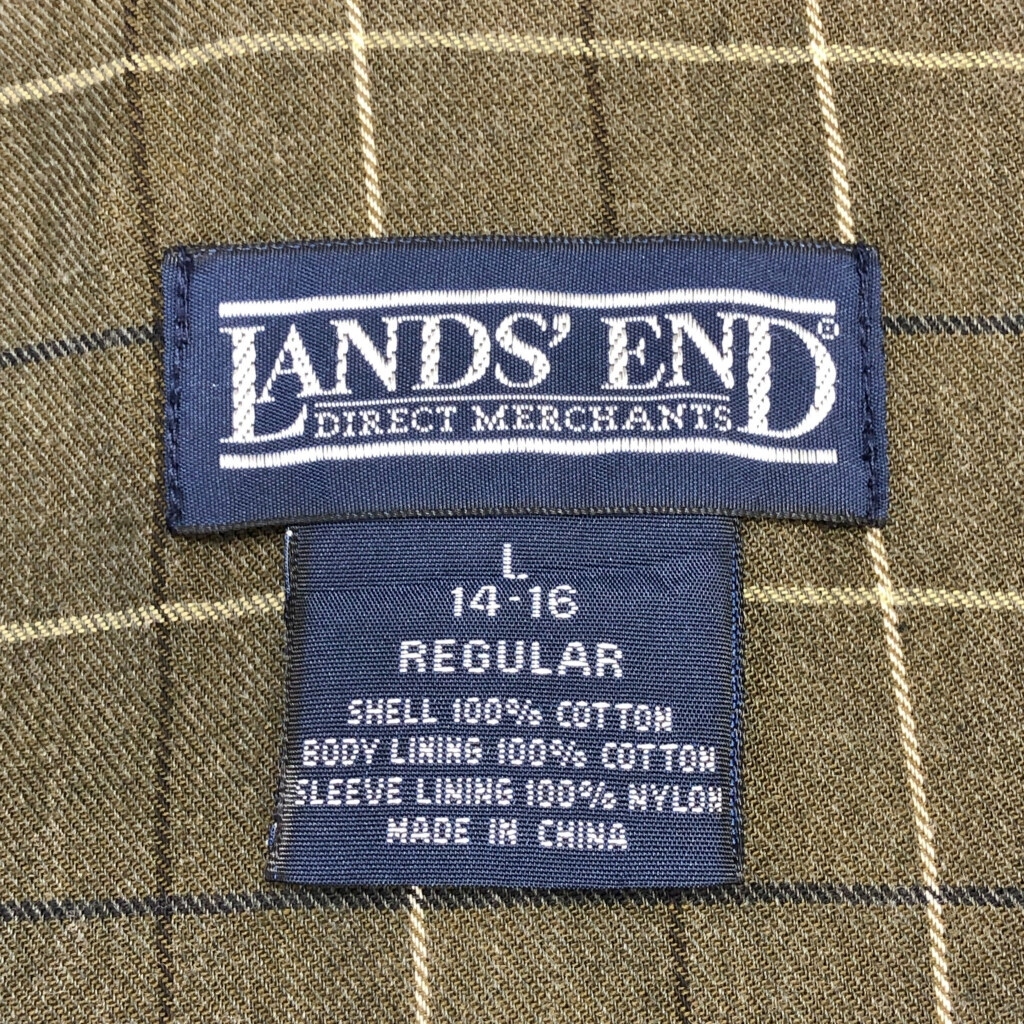 LANDS' END®
DIRECT MERCHANTS
L
14-16
REGULAR
SHELL 100% COTTON
BODY LINING 100% COTTON
SLEEVE LINING 100% NYLON
MADE IN CHINA